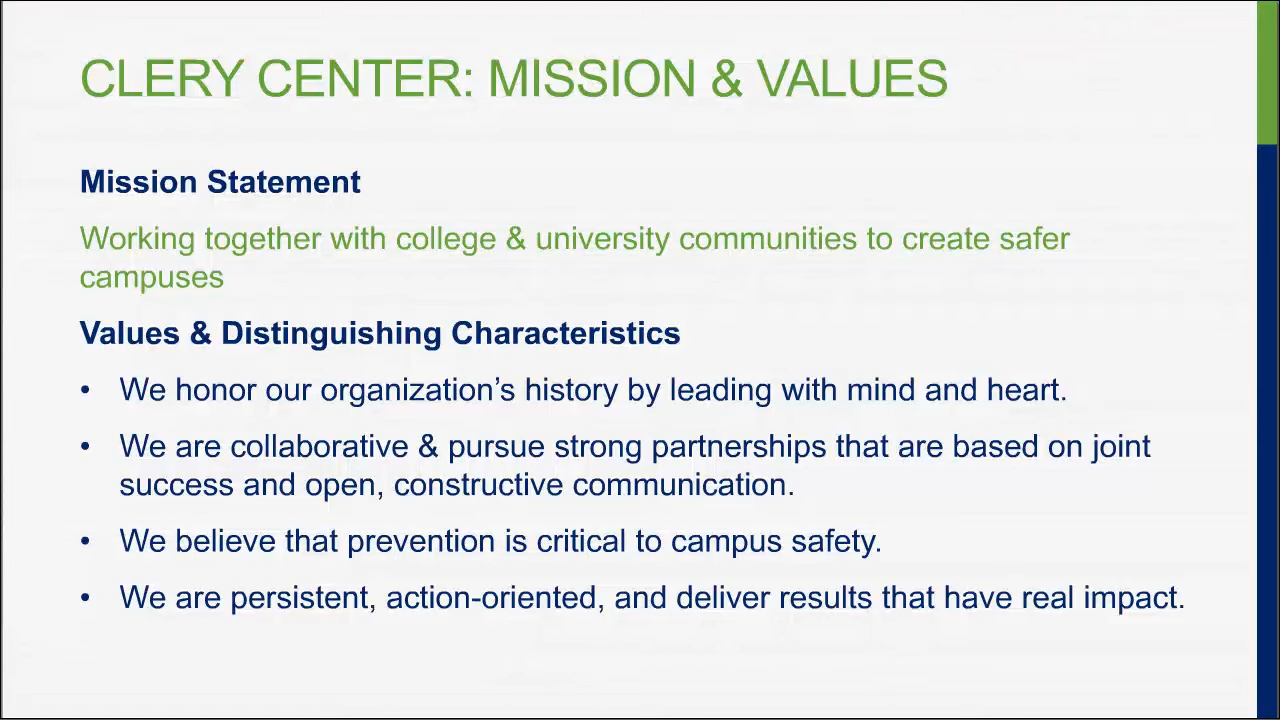 CLERY CENTER: MISSION & VALUES
Mission Statement
Working together with college & university communities to create safer
campuses
Values & Distinguishing Characteristics
• We honor our organization’s history by leading with mind and heart.
• We are collaborative & pursue strong partnerships that are based on joint
success and open, constructive communication.
• We believe that prevention is critical to campus safety.
• We are persistent, action-oriented, and deliver results that have real impact.